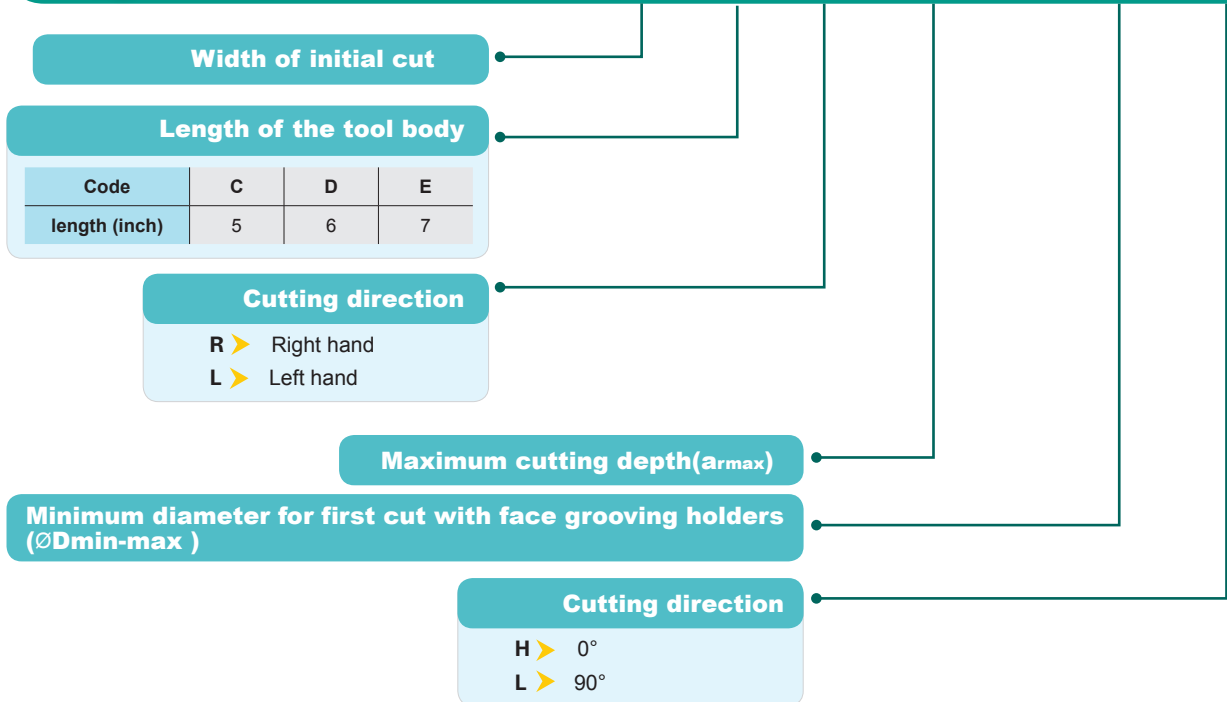 Width of initial cut
Length of the tool body
Code C D E
length (inch) 5 6 7
Cutting direction
R Right hand
L Left hand
Maximum cutting depth(armax)
Minimum diameter for first cut with face grooving holders
(ØDmin-max )
Cutting direction
H 0°
L 90°